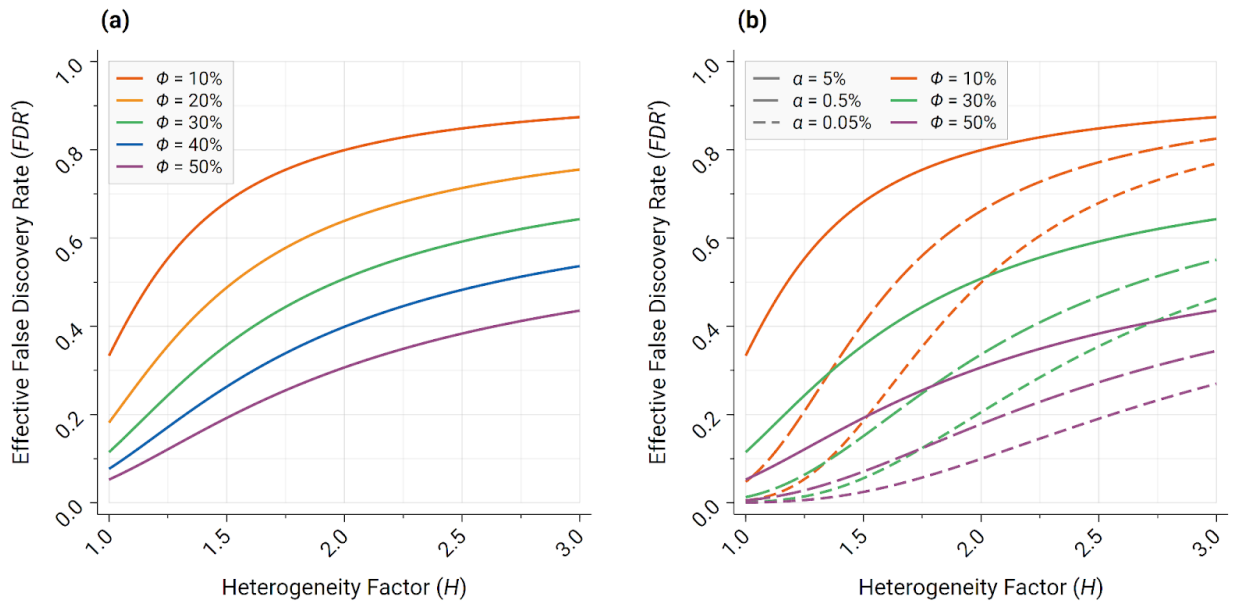 (a)
Effective False Discovery Rate (FDR‘)
1.0
0.8
0.6
0.4
0.2
0.0
Φ = 10%
Φ = 20%
Φ = 30%
Φ = 40%
Φ = 50%
1.0 1.5 2.0 2.5 3.0
Heterogeneity Factor (H)
(b)
Effective False Discovery Rate (FDR‘)
1.0
0.8
0.6
0.4
0.2
0.0
α = 5% Φ = 10%
α = 0.5% Φ = 30%
α = 0.05% Φ = 50%
1.0 1.5 2.0 2.5 3.0
Heterogeneity Factor (H)